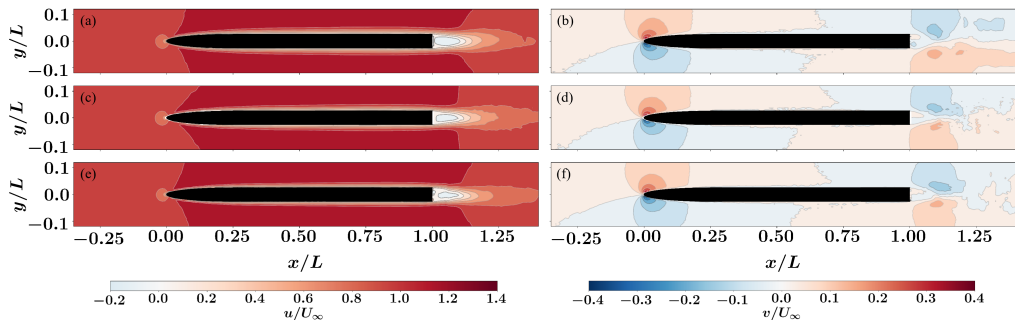 (a) (b)
y/L 0.1 0.0 −0.1
(c) (d)
y/L 0.1 0.0 −0.1
(e) (f)
y/L 0.1 0.0 −0.1
−0.25 0.00 0.25 0.50 0.75 1.00 1.25 −0.25 0.00 0.25 0.50 0.75 1.00 1.25
x/L x/L
−0.2 0.0 0.2 0.4 0.6 0.8 1.0 1.2 1.4 −0.4 −0.3 −0.2 −0.1 0.0 0.1 0.2 0.3 0.4
u/U∞ v/U∞